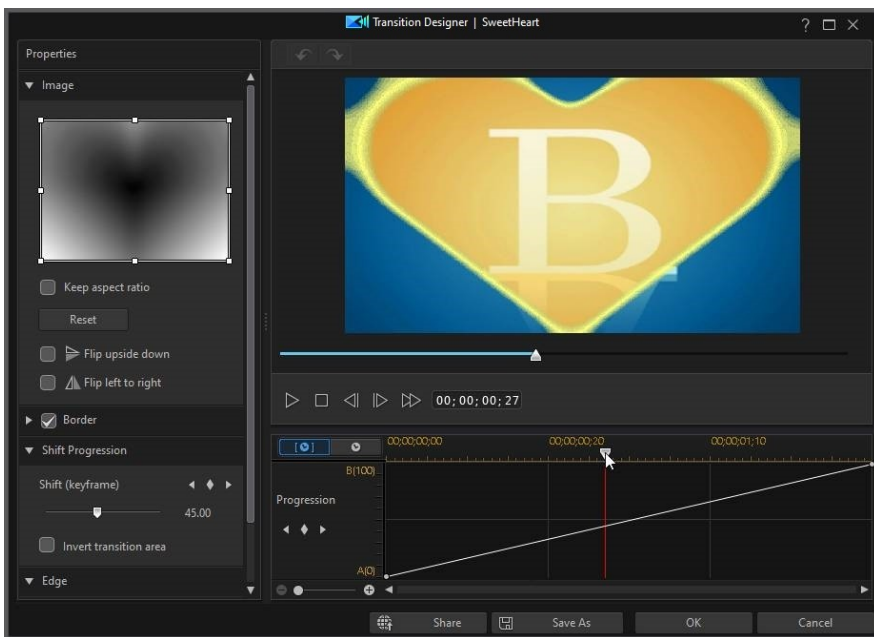 Transition Designer | SweetHeart
?
Properties
Image
Keep aspect ratio
Reset
Flip upside down
Flip left to right
Border
Shift Progression
Shift (keyframe)
45.00
Invert transition area
Edge
B
00;00;00;27
00;00;00;00 00;00;00;20 00;00;01;10
B(100)
Progression
A(0)
Share Save As OK Cancel